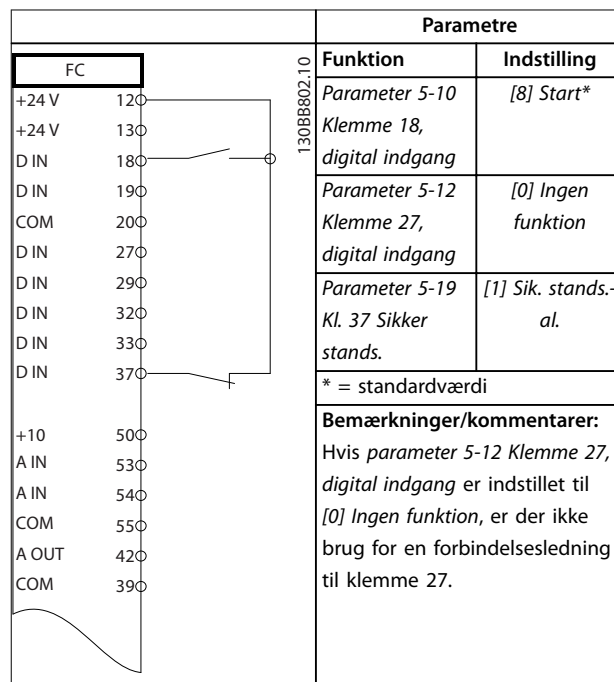 FC
+24 V 12
+24 V 13
D IN 18
D IN 19
COM 20
D IN 27
D IN 29
D IN 32
D IN 33
D IN 37
+10 50
A IN 53
A IN 54
COM 55
A OUT 42
COM 39
130BB802.10
Parametre
Funktion Indstilling
Parameter 5-10 [8] Start*
Klemme 18,
digital indgang
Parameter 5-12 [0] Ingen
Klemme 27, funktion
digital indgang
Parameter 5-19 [1] Sik. stands.-
Kl. 37 Sikker al.
stands.
* = standardværdi
Bemærkninger/kommentarer:
Hvis parameter 5-12 Klemme 27,
digital indgang er indstillet til
[0] Ingen funktion, er der ikke
brug for en forbindelsesledning
til klemme 27.